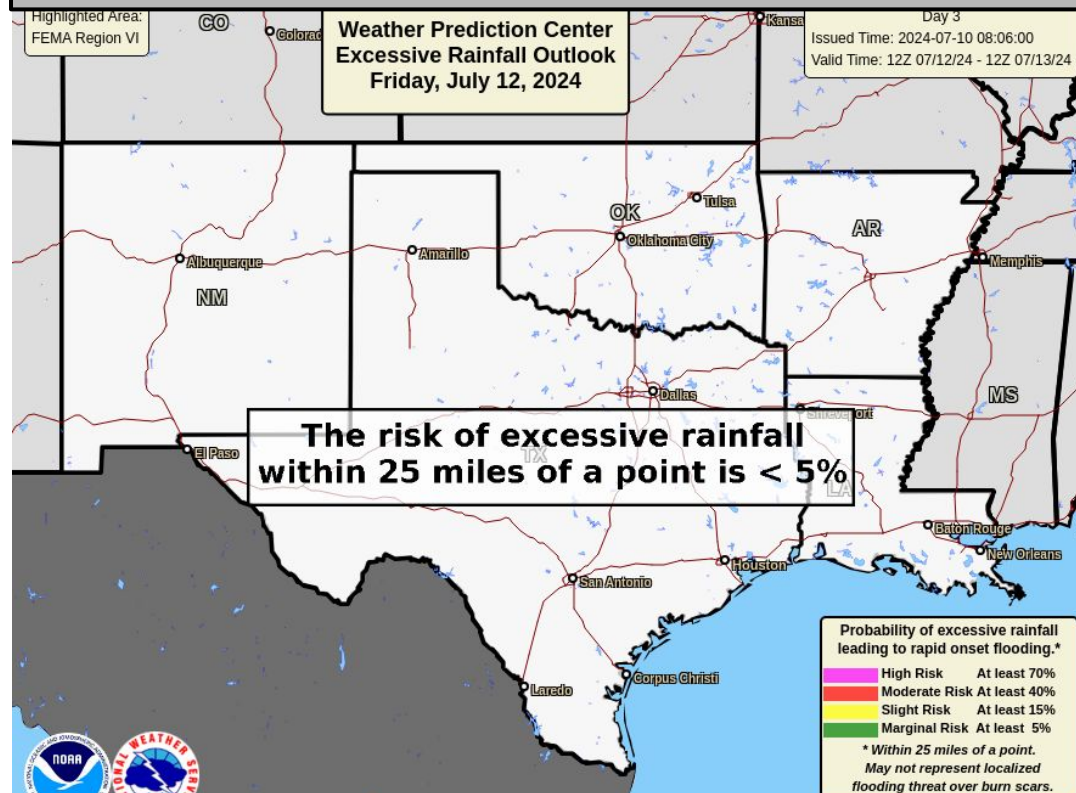 Highlighted Area:
FEMA Region VI
Weather Prediction Center
Excessive Rainfall Outlook
Friday, July 12, 2024
Day 3
Issued Time: 2024-07-10 08:06:00
Valid Time: 12Z 07/12/24 - 12Z 07/13/24
CO
Colorad
Kansa
Tulsa
OK
Oklahoma City
AR
Amarillo
Albuquerque
Memphis
NM
Dallas
MS
Shreveport
The risk of excessive rainfall
within 25 miles of a point is < 5%
TX
LA
El Paso
Baton Rouge
New Orleans
Houston
San Antonio
Corpus Christi
Laredo
Probability of excessive rainfall
leading to rapid onset flooding.*
High Risk At least 70%
Moderate Risk At least 40%
Slight Risk At least 15%
Marginal Risk At least 5%
* Within 25 miles of a point.
May not represent localized
flooding threat over burn scars.
NOAA
WEATHER